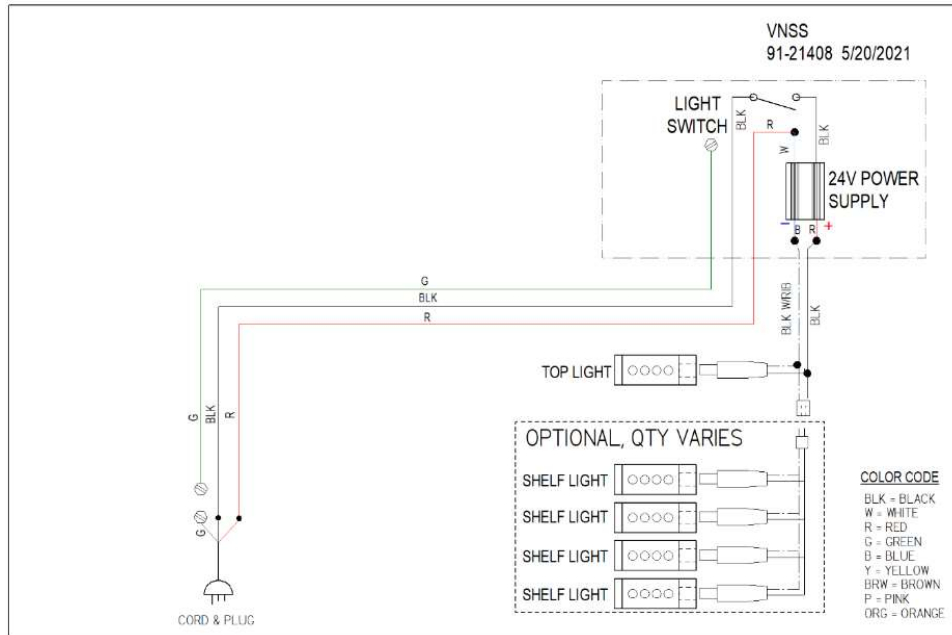 VNSS
91-21408 5/20/2021
LIGHT
SWITCH
BLK
R
W
BLK
24V POWER
SUPPLY
–
B
R
+
G
BLK
R
BLK W/RIB
BLK
TOP LIGHT
G
BLK
R
OPTIONAL, QTY VARIES
SHELF LIGHT
SHELF LIGHT
SHELF LIGHT
SHELF LIGHT
G
CORD & PLUG
COLOR CODE
BLK = BLACK
W = WHITE
R = RED
G = GREEN
B = BLUE
Y = YELLOW
BRW = BROWN
P = PINK
ORG = ORANGE